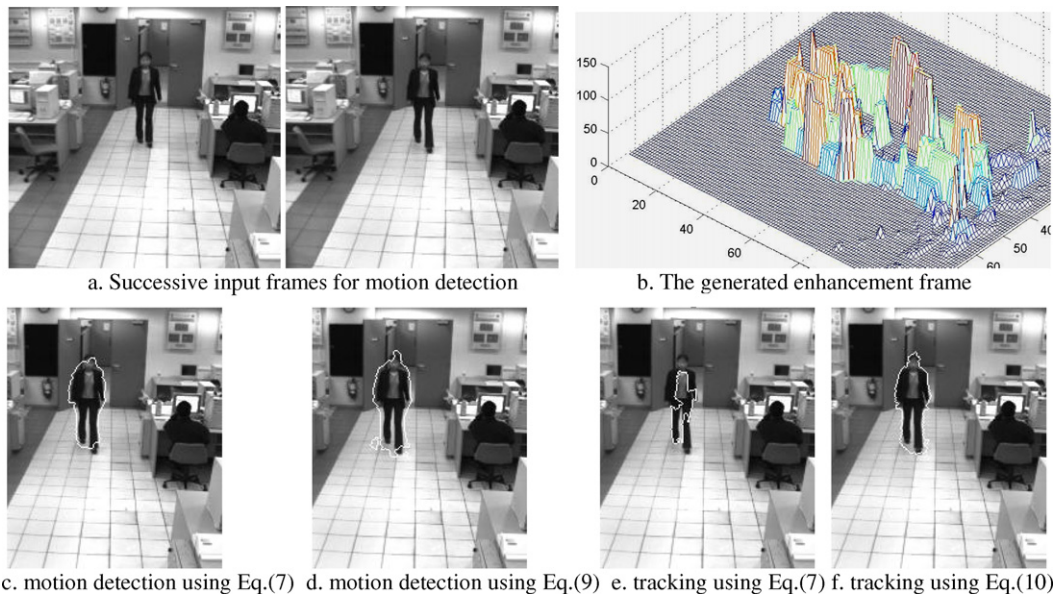 150
100
50
0
0
20
40
60
40
50
60
a. Successive input frames for motion detection
b. The generated enhancement frame
c. motion detection using Eq.(7)
d. motion detection using Eq.(9)
e. tracking using Eq.(7)
f. tracking using Eq.(10)